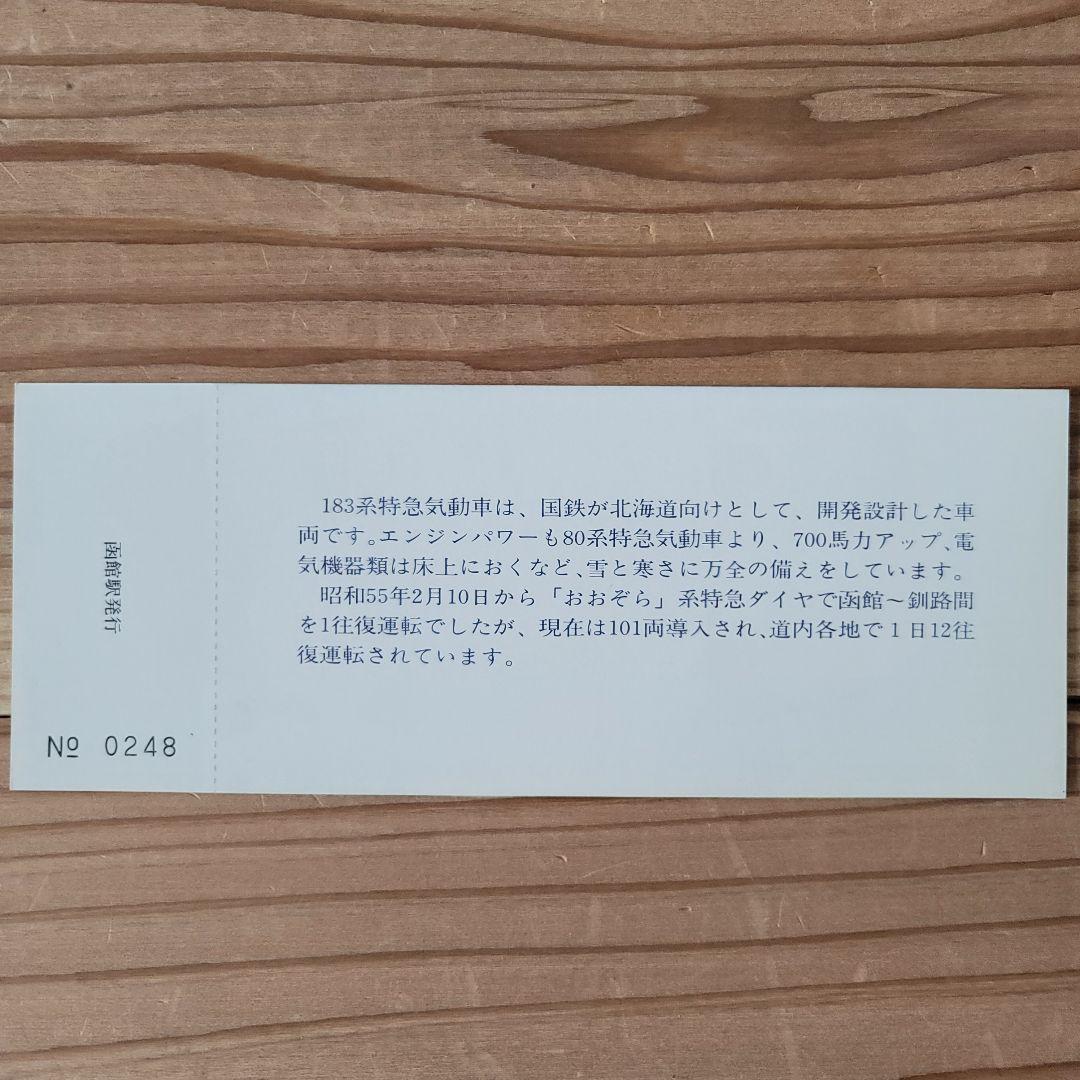 183系特急気動車は、国鉄が北海道向けとして、開発設計した車
両です。エンジンパワーも80系特急気動車より、700馬力アップ、電
気機器類は床上におくなど、雪と寒さに万全の備えをしています。
昭和55年2月10日から「おおぞら」系特急ダイヤで函館～釧路間
を1往復運転でしたが、現在は101両導入され、道内各地で1日12往
復運転されています。
函館駅発行
№ 0248